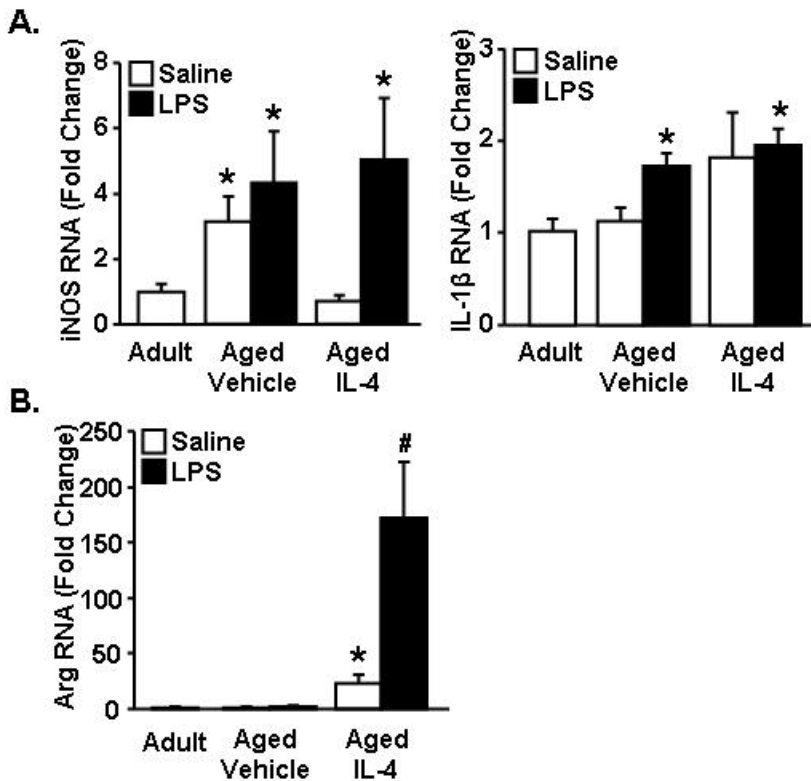 A.
iNOS RNA (Fold Change)
8
6
4
2
0
Saline
LPS
*
*
*
Adult
Aged
Vehicle
Aged
IL-4
IL-1β RNA (Fold Change)
3
2
1
0
Saline
LPS
*
*
Adult
Aged
Vehicle
Aged
IL-4
B.
Arg RNA (Fold Change)
250
200
150
100
50
0
Saline
LPS
*
#
Adult
Aged
Vehicle
Aged
IL-4